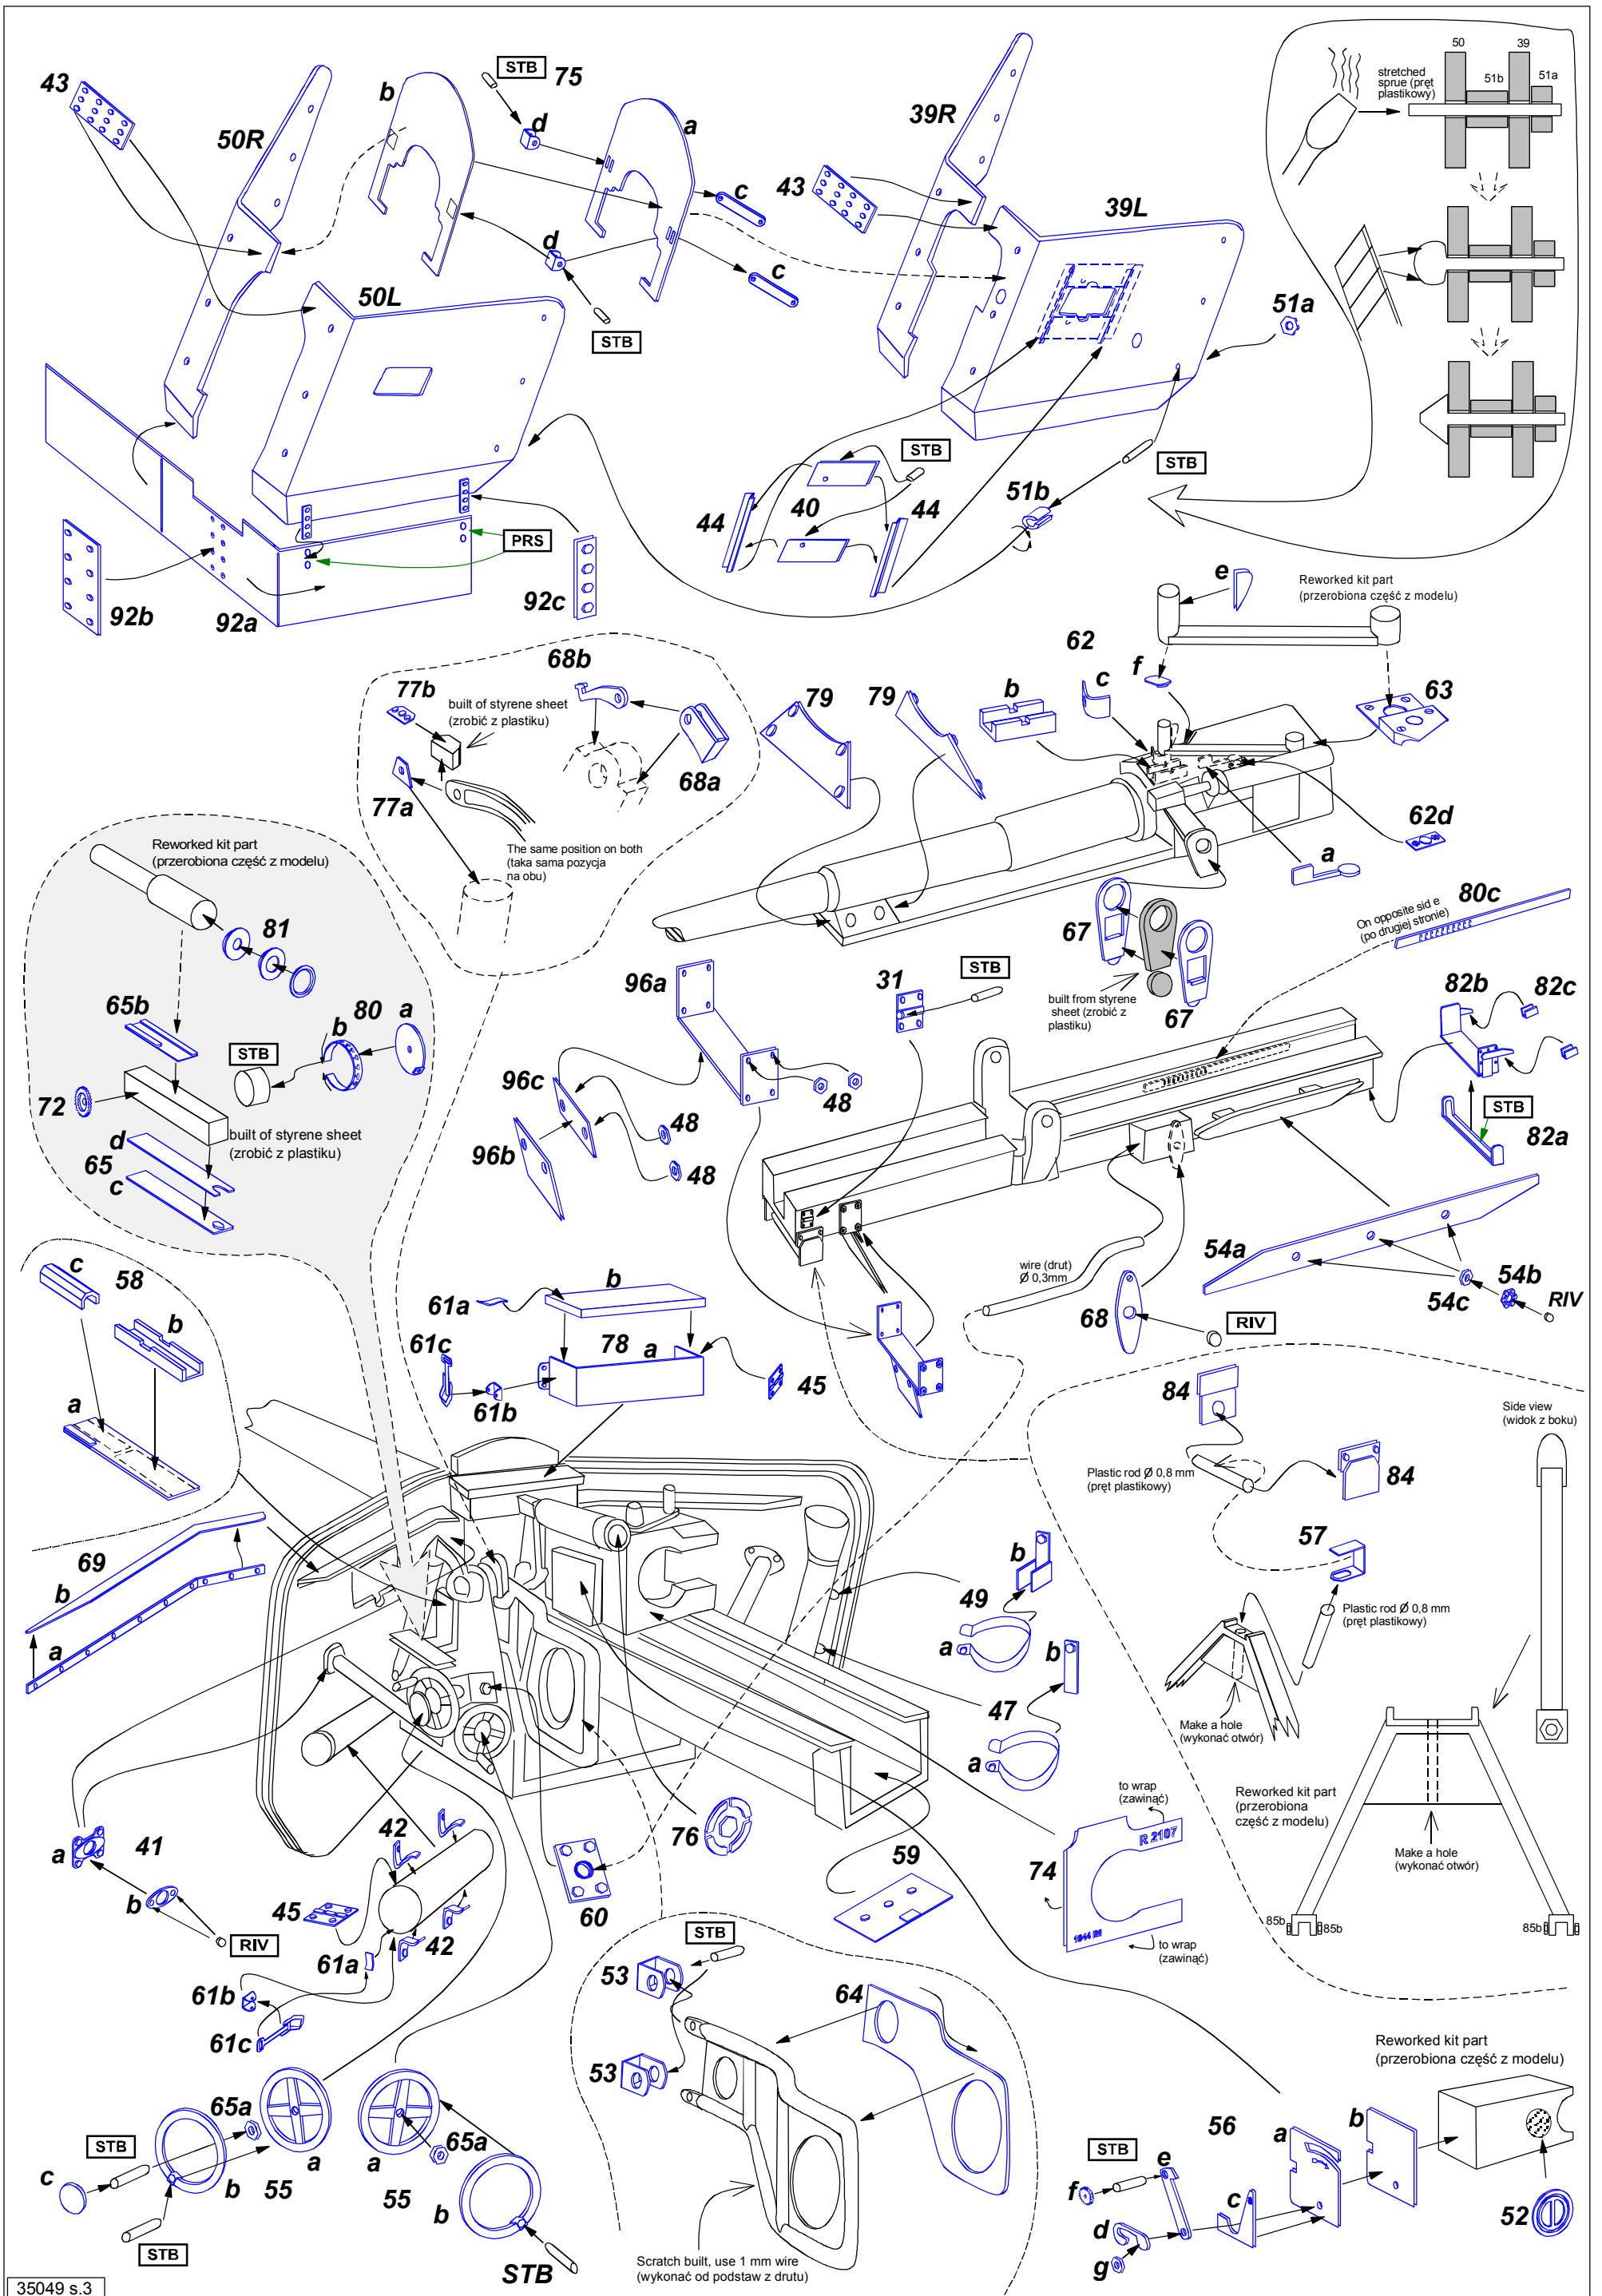 43
50R
b
STB
75
d
a
39R
50
39
51b
51a
stretched
sprue (pręt
plastikowy)
43
c
39L
d
c
50L
STB
51a
STB
STB
44
40
44
51b
PRS
92b
92a
92c
e
Reworked kit part
(przerobiona część z modelu)
62
f
c
b
63
68b
77b
built of styrene sheet
(zrobić z plastiku)
79
79
68a
77a
62d
a
The same position on both
(taka sama pozycja
na obu)
Reworked kit part
(przerobiona część z modelu)
81
80c
On opposite sid e
(po drugiej stronie)
67
67
built from styrene
sheet (zrobić z
plastiku)
31
STB
96a
82b
82c
65b
80
a
b
STB
72
built of styrene sheet
(zrobić z plastiku)
d
65
c
96c
48
48
96b
48
STB
82a
c
58
b
a
wire (drut)
Ø 0,3mm
54a
54b
54c
RIV
61a
b
68
RIV
61c
78
a
61b
45
84
Side view
(widok z boku)
Plastic rod Ø 0,8 mm
(pręt plastikowy)
84
69
b
a
57
b
49
a
Plastic rod Ø 0,8 mm
(pręt plastikowy)
b
47
a
Make a hole
(wykonać otwór)
to wrap
(zawinąć)
Reworked kit part
(przerobiona
część z modelu)
R 2107
a
41
42
76
59
74
Make a hole
(wykonać otwór)
b
45
60
RIV
61a
42
to wrap
(zawinąć)
85b
85b
85b
STB
53
61b
64
61c
53
Reworked kit part
(przerobiona część z modelu)
65a
STB
65a
56
a
b
STB
e
c
a
a
f
c
b
55
55
b
d
52
STB
g
STB
Scratch built, use 1 mm wire
(wykonać od podstaw z drutu)
35049 s.3